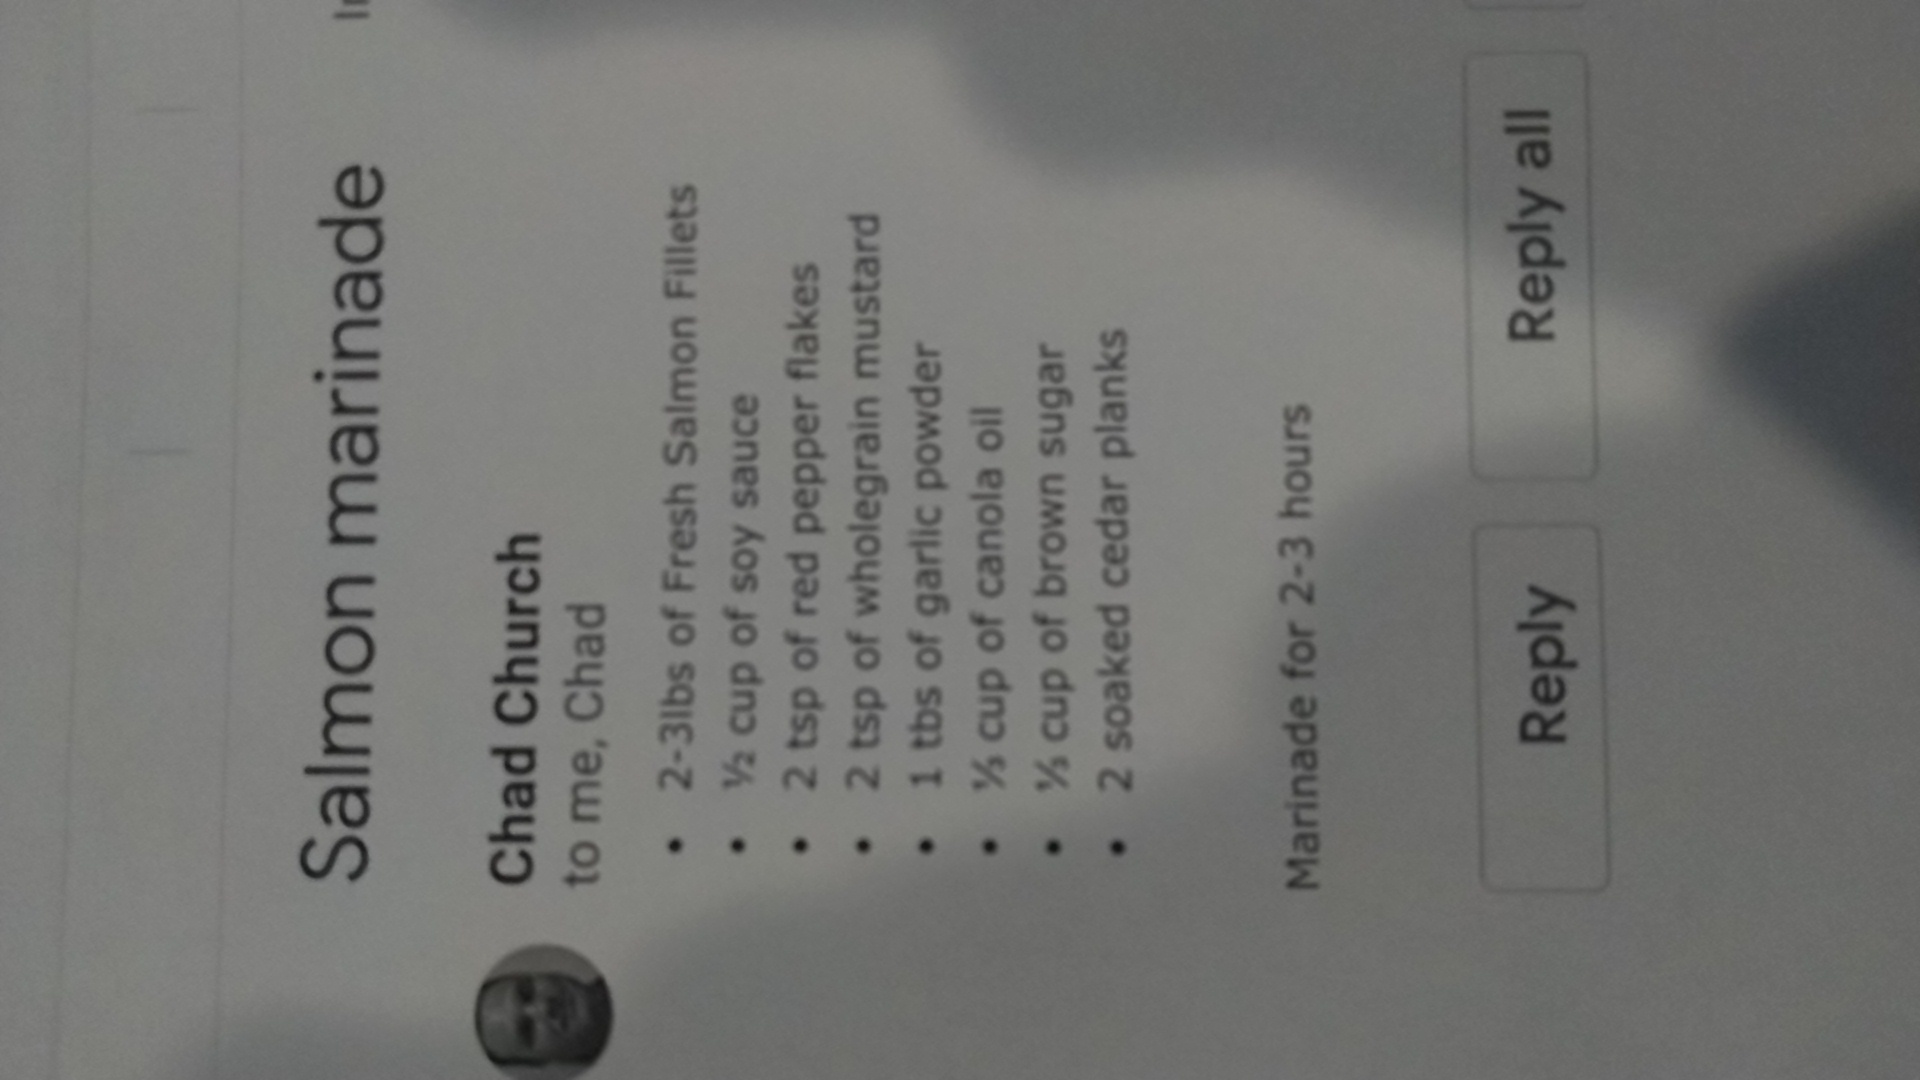 Salmon marinade
Chad Church
to me, Chad
• 2-3lbs of Fresh Salmon Fillets
• ½ cup of soy sauce
• 2 tsp of red pepper flakes
• 2 tsp of wholegrain mustard
• 1 tbs of garlic powder
• ⅓ cup of canola oil
• ⅓ cup of brown sugar
• 2 soaked cedar planks
Marinade for 2-3 hours
Reply Reply all